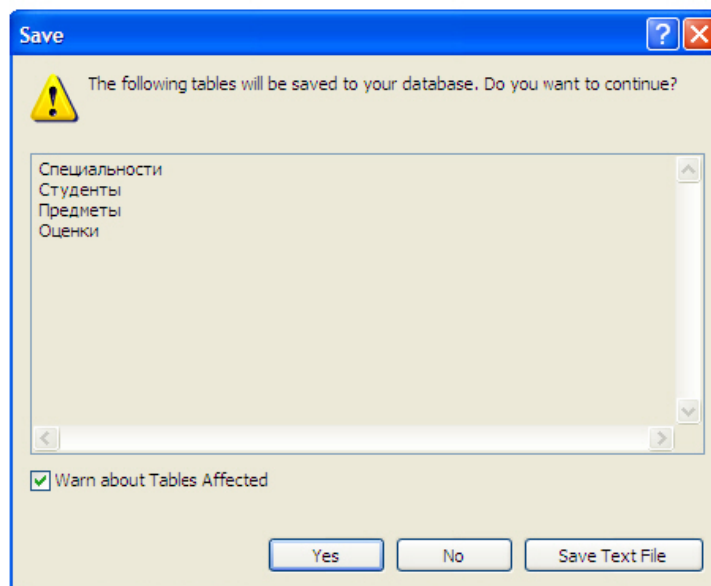 Save
The following tables will be saved to your database. Do you want to continue?
Специальности
Студенты
Предметы
Оценки
Warn about Tables Affected
Yes
No
Save Text File